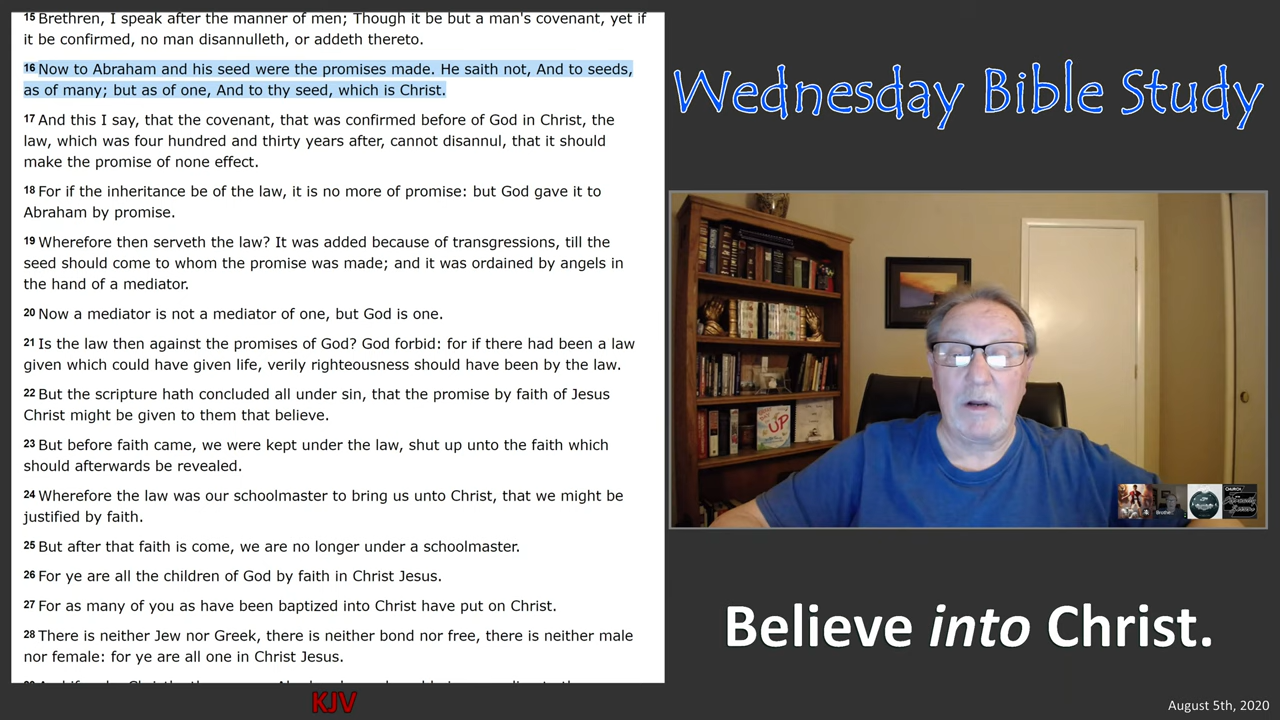 15 Brethren, I speak after the manner of men; Though it be but a man's covenant, yet if
it be confirmed, no man disannulleth, or addeth thereto.
16 Now to Abraham and his seed were the promises made. He saith not, And to seeds,
as of many; but as of one, And to thy seed, which is Christ.
17 And this I say, that the covenant, that was confirmed before of God in Christ, the
law, which was four hundred and thirty years after, cannot disannul, that it should
make the promise of none effect.
18 For if the inheritance be of the law, it is no more of promise: but God gave it to
Abraham by promise.
19 Wherefore then serveth the law? It was added because of transgressions, till the
seed should come to whom the promise was made; and it was ordained by angels in
the hand of a mediator.
20 Now a mediator is not a mediator of one, but God is one.
21 Is the law then against the promises of God? God forbid: for if there had been a law
given which could have given life, verily righteousness should have been by the law.
22 But the scripture hath concluded all under sin, that the promise by faith of Jesus
Christ might be given to them that believe.
23 But before faith came, we were kept under the law, shut up unto the faith which
should afterwards be revealed.
24 Wherefore the law was our schoolmaster to bring us unto Christ, that we might be
justified by faith.
25 But after that faith is come, we are no longer under a schoolmaster.
26 For ye are all the children of God by faith in Christ Jesus.
27 For as many of you as have been baptized into Christ have put on Christ.
28 There is neither Jew nor Greek, there is neither bond nor free, there is neither male
nor female: for ye are all one in Christ Jesus.
KJV
Wednesday Bible Study
UP
Believe into Christ.
August 5th, 2020